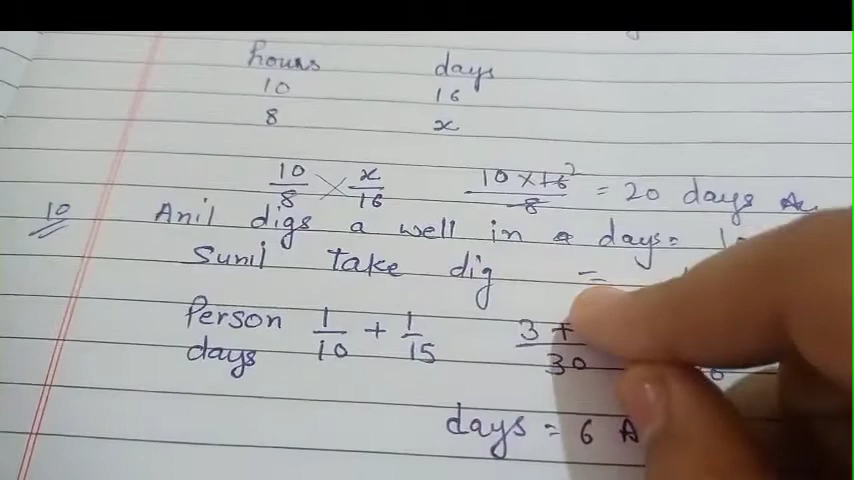 hours days
10 16
8 x
10/8 × x/16 10 × 16 2 / 8 = 20 days
10 Anil digs a well in a days =
Sunil take dig =
Person 1/10 + 1/15 3 + / 30
days
days = 6